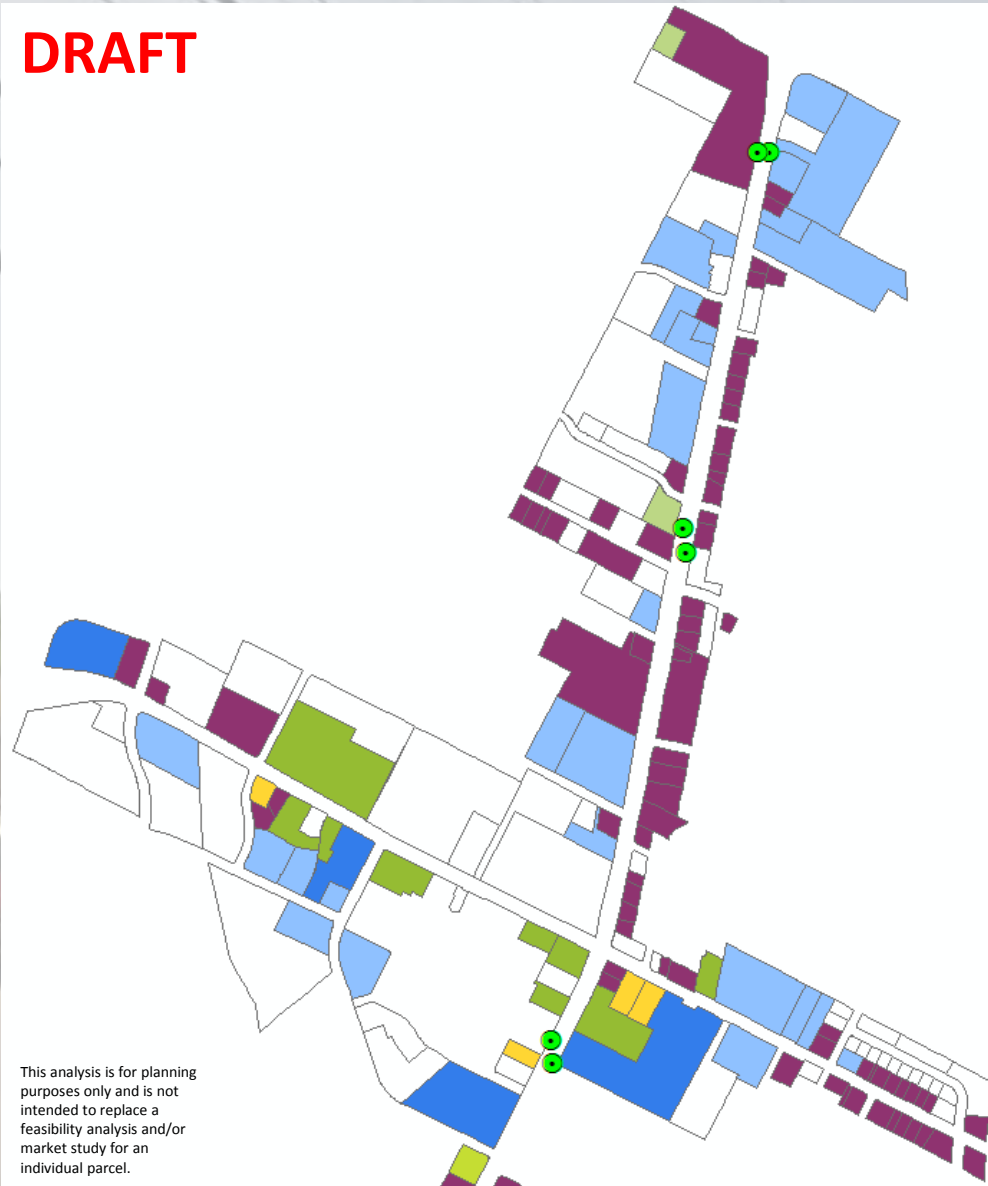 DRAFT
This analysis is for planning
purposes only and is not
intended to replace a
feasibility analysis and/or
market study for an
individual parcel.